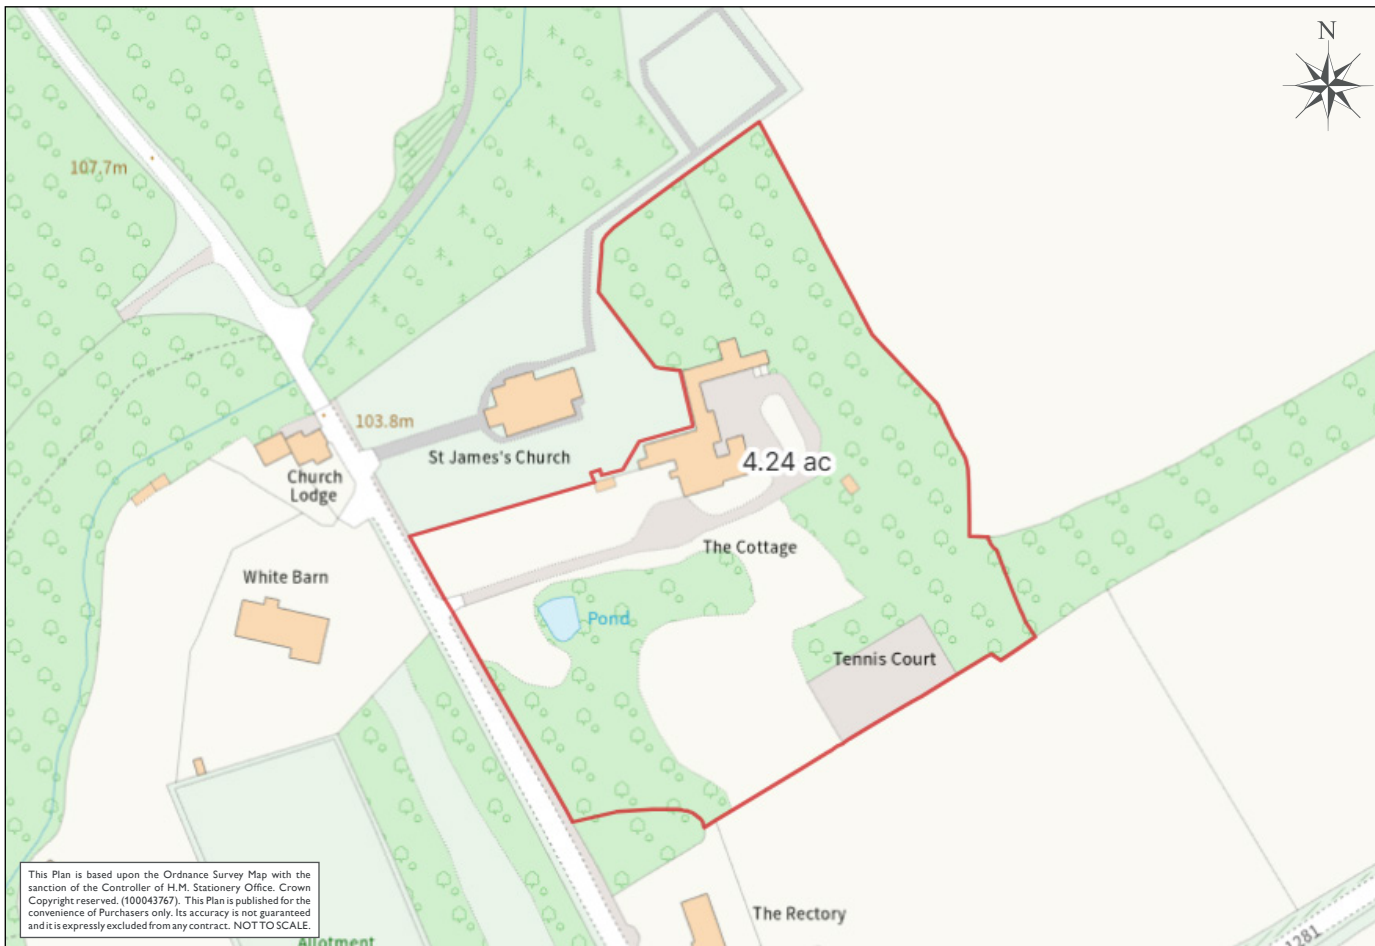 N
107.7m
103.8m
St James's Church
Church
Lodge
4.24 ac
The Cottage
White Barn
Pond
Tennis Court
This Plan is based upon the Ordnance Survey Map with the
sanction of the Controller of H.M. Stationery Office. Crown
Copyright reserved. (100043767). This Plan is published for the
convenience of Purchasers only. Its accuracy is not guaranteed
and it is expressly excluded from any contract. NOT TO SCALE.
The Rectory
Allotment